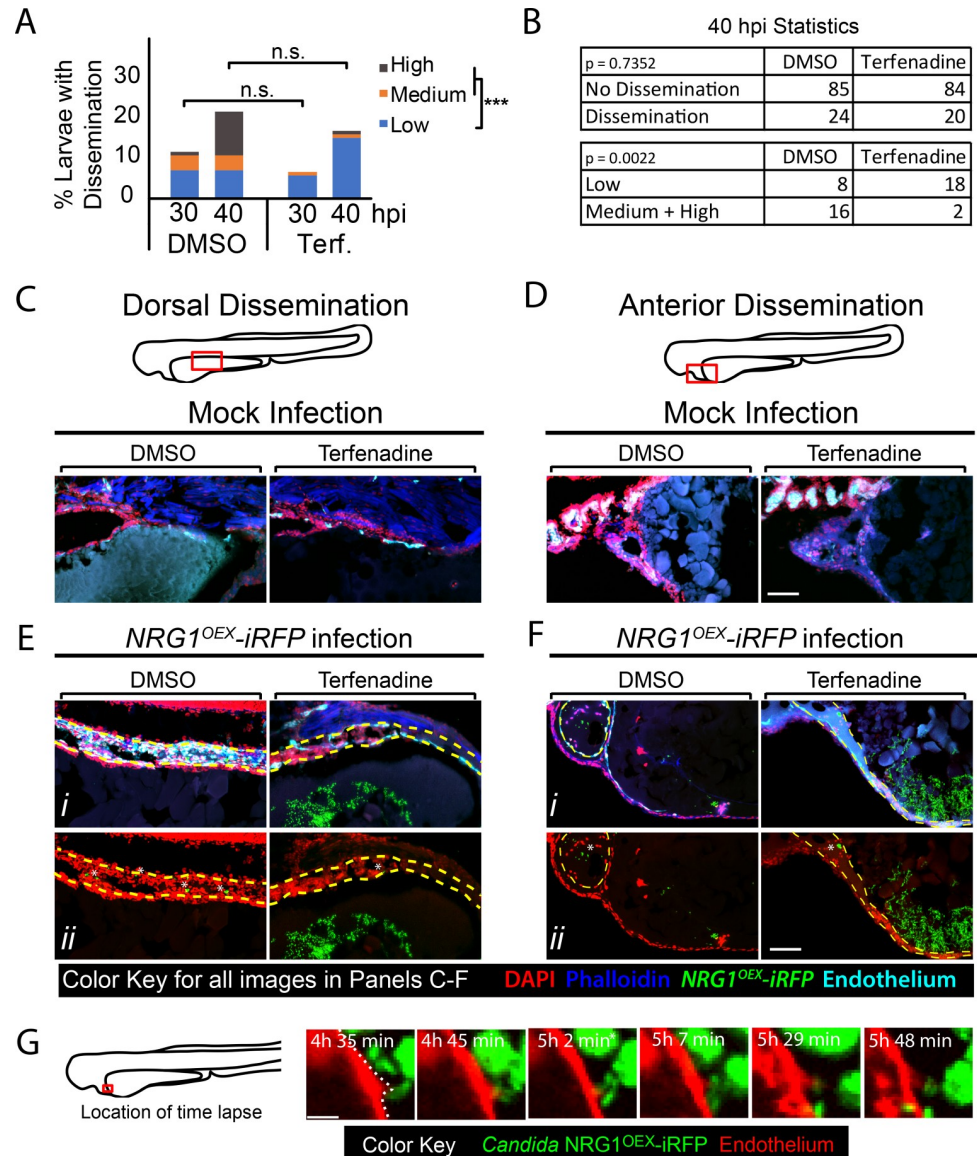 A
% Larvae with
Dissemination
30
20
10
0
n.s.
n.s.
High
Medium
Low
***
30 40 30 40 hpi
DMSO Terf.
B
40 hpi Statistics
p = 0.7352 DMSO Terfenadine
No Dissemination 85 84
Dissemination 24 20
p = 0.0022 DMSO Terfenadine
Low 8 18
Medium + High 16 2
C
Dorsal Dissemination
Mock Infection
DMSO Terfenadine
D
Anterior Dissemination
Mock Infection
DMSO Terfenadine
E
NRG1OEX-iRFP infection
DMSO Terfenadine
i
ii
* * * * *
F
NRG1OEX-iRFP infection
DMSO Terfenadine
i
ii
* *
Color Key for all images in Panels C-F DAPI Phalloidin NRG1OEX-iRFP Endothelium
G
Location of time lapse
4h 35 min 4h 45 min 5h 2 min* 5h 7 min 5h 29 min 5h 48 min
Color Key Candida NRG1OEX-iRFP Endothelium